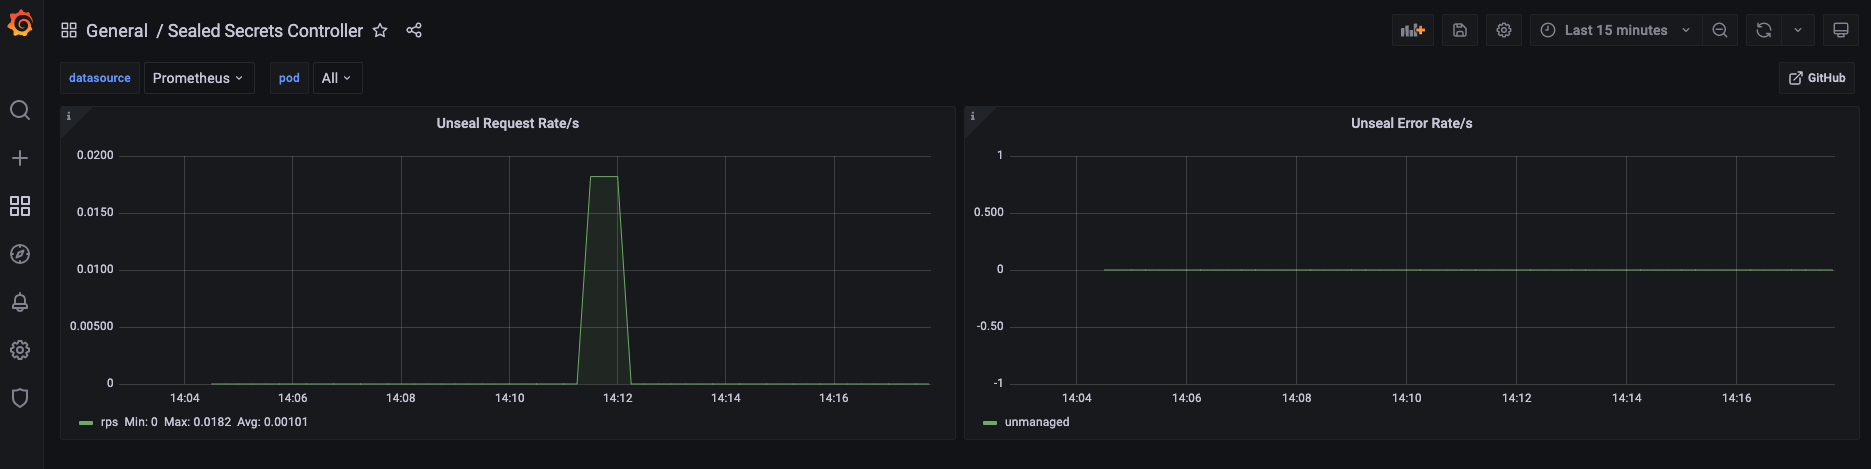 General / Sealed Secrets Controller
Last 15 minutes
datasource Prometheus pod All
GitHub
i
Unseal Request Rate/s
0.0200
0.0150
0.0100
0.00500
0
14:04 14:06 14:08 14:10 14:12 14:14 14:16
rps Min: 0 Max: 0.0182 Avg: 0.00101
i
Unseal Error Rate/s
1
0.500
0
-0.50
-1
14:04 14:06 14:08 14:10 14:12 14:14 14:16
unmanaged